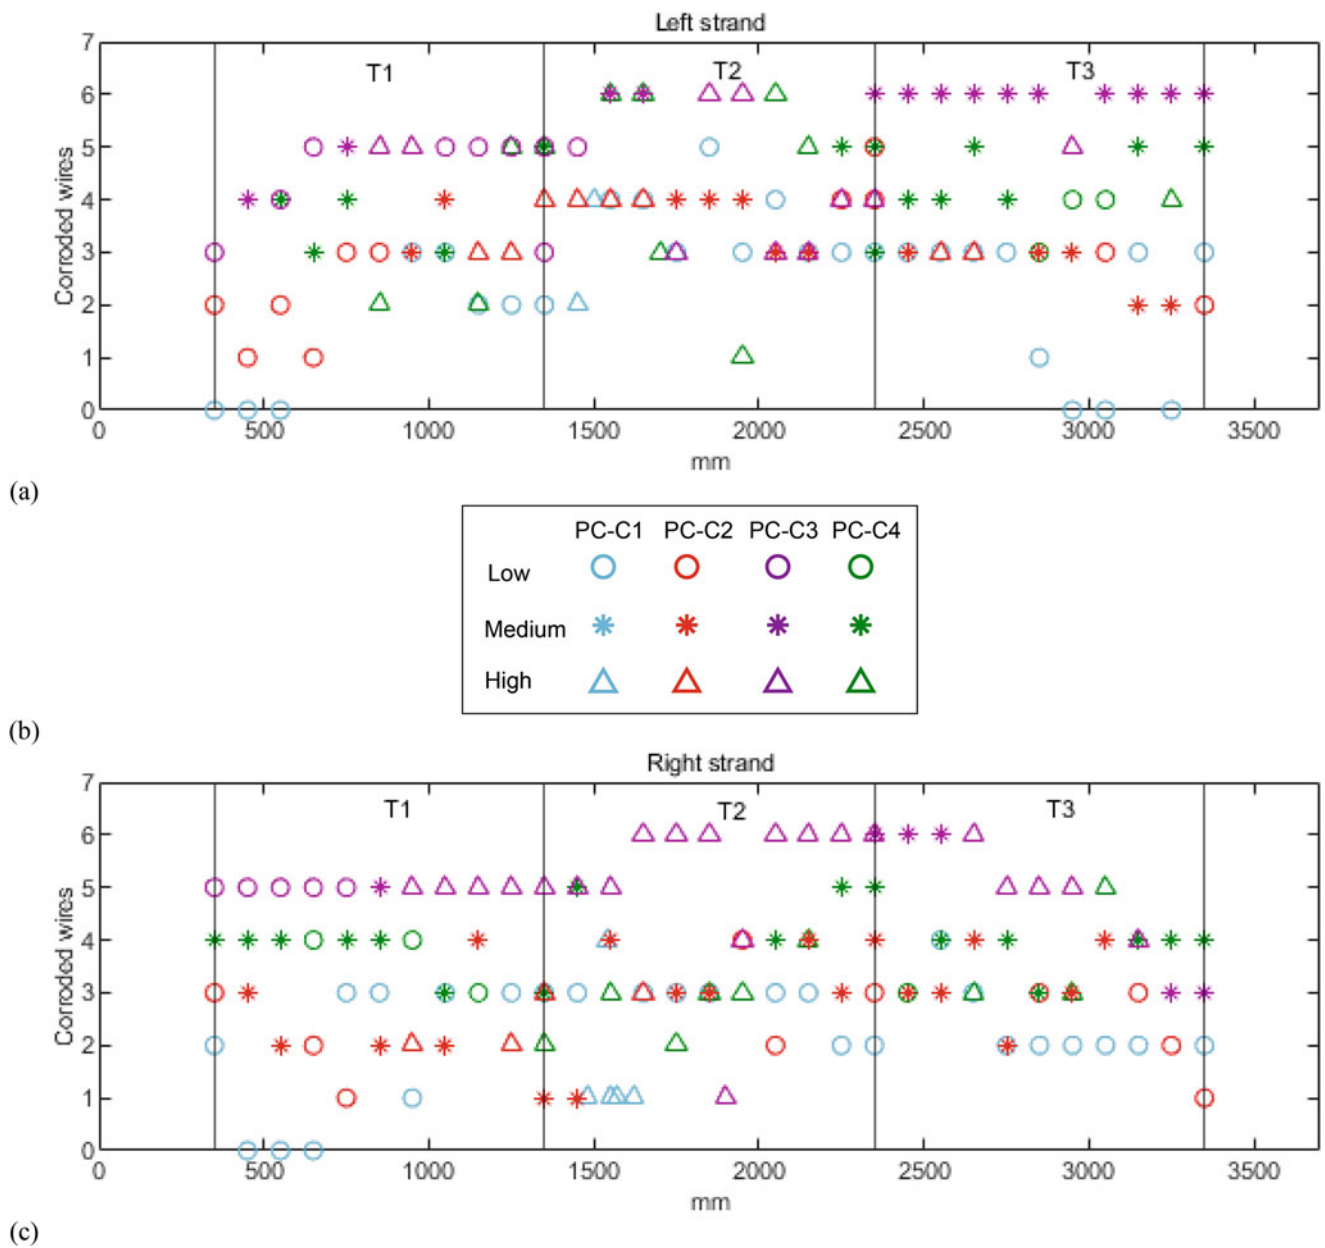 Left strand
7
T1 T2 T3
6
5
4
3
2
1
0
Corroded wires
0 500 1000 1500 2000 2500 3000 3500
mm
(a)
PC-C1 PC-C2 PC-C3 PC-C4
Low
Medium
High
(b)
Right strand
7
T1 T2 T3
6
5
4
3
2
1
0
Corroded wires
0 500 1000 1500 2000 2500 3000 3500
mm
(c)